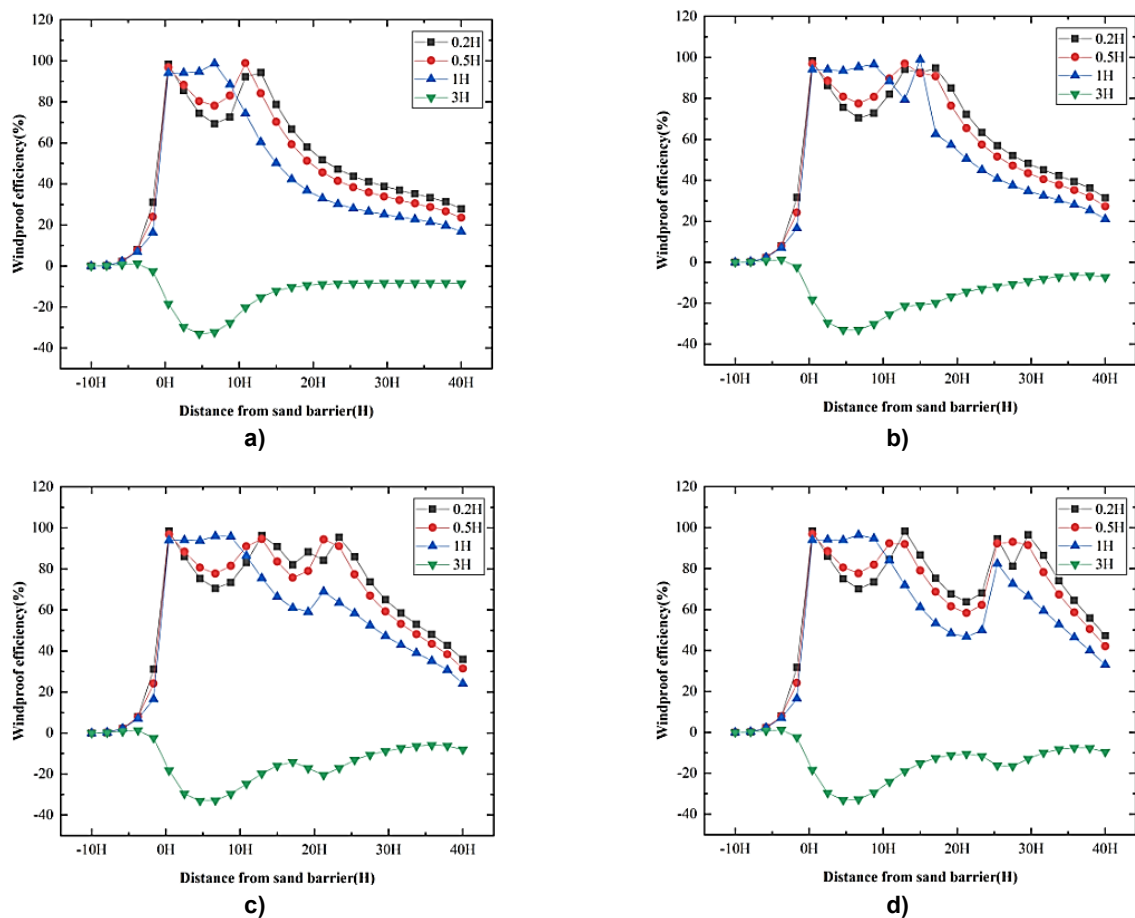 120
100
80
60
40
20
0
-20
-40
Windproof efficiency(%)
0.2H
0.5H
1H
3H
-10H 0H 10H 20H 30H 40H
Distance from sand barrier(H)
a)
120
100
80
60
40
20
0
-20
-40
Windproof efficiency(%)
0.2H
0.5H
1H
3H
-10H 0H 10H 20H 30H 40H
Distance from sand barrier(H)
b)
120
100
80
60
40
20
0
-20
-40
Windproof efficiency(%)
0.2H
0.5H
1H
3H
-10H 0H 10H 20H 30H 40H
Distance from sand barrier(H)
c)
120
100
80
60
40
20
0
-20
-40
Windproof efficiency(%)
0.2H
0.5H
1H
3H
-10H 0H 10H 20H 30H 40H
Distance from sand barrier(H)
d)